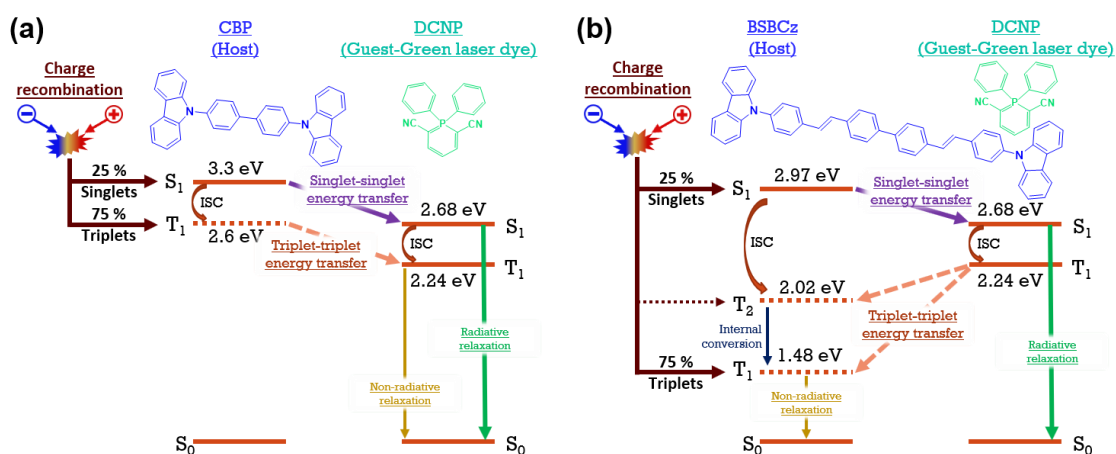 (a)
CBP
(Host)
DCNP
(Guest-Green laser dye)
Charge
recombination
CNC
P
CN
N
N
25 %
Singlets
S1
3.3 eV
ISC
Singlet-singlet
energy transfer
2.68 eV
S1
75 %
Triplets
T1
2.6 eV
Triplet-triplet
energy transfer
ISC
T1
2.24 eV
Radiative
relaxation
Non-radiative
relaxation
S0
(b)
BSBCz
(Host)
DCNP
(Guest-Green laser dye)
Charge
recombination
CNC
P
CN
N
N
25 %
Singlets
S1
2.97 eV
Singlet-singlet
energy transfer
2.68 eV
S1
ISC
ISC
T1
2.24 eV
2.02 eV
T2
Internal
conversion
Triplet-triplet
energy transfer
Radiative
relaxation
75 %
Triplets
T1
1.48 eV
Non-radiative
relaxation
S0
S0